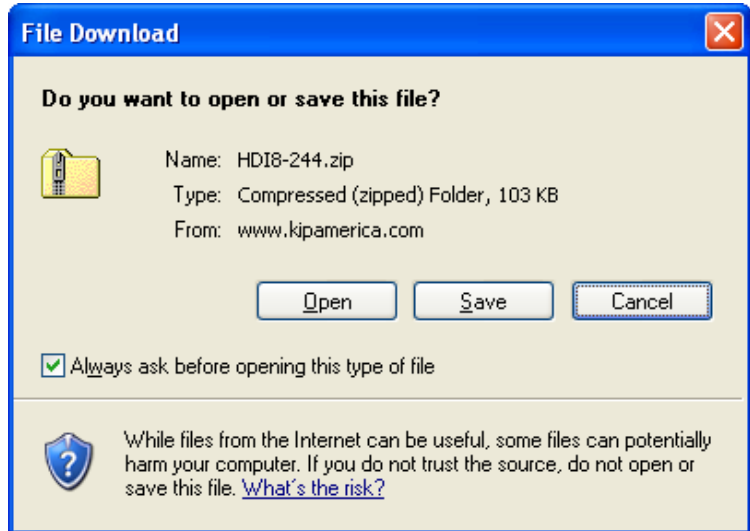 File Download
Do you want to open or save this file?
Name: HDI8-244.zip
Type: Compressed (zipped) Folder, 103 KB
From: www.kipamerica.com
Open Save Cancel
Always ask before opening this type of file
While files from the Internet can be useful, some files can potentially
harm your computer. If you do not trust the source, do not open or
save this file. What's the risk?